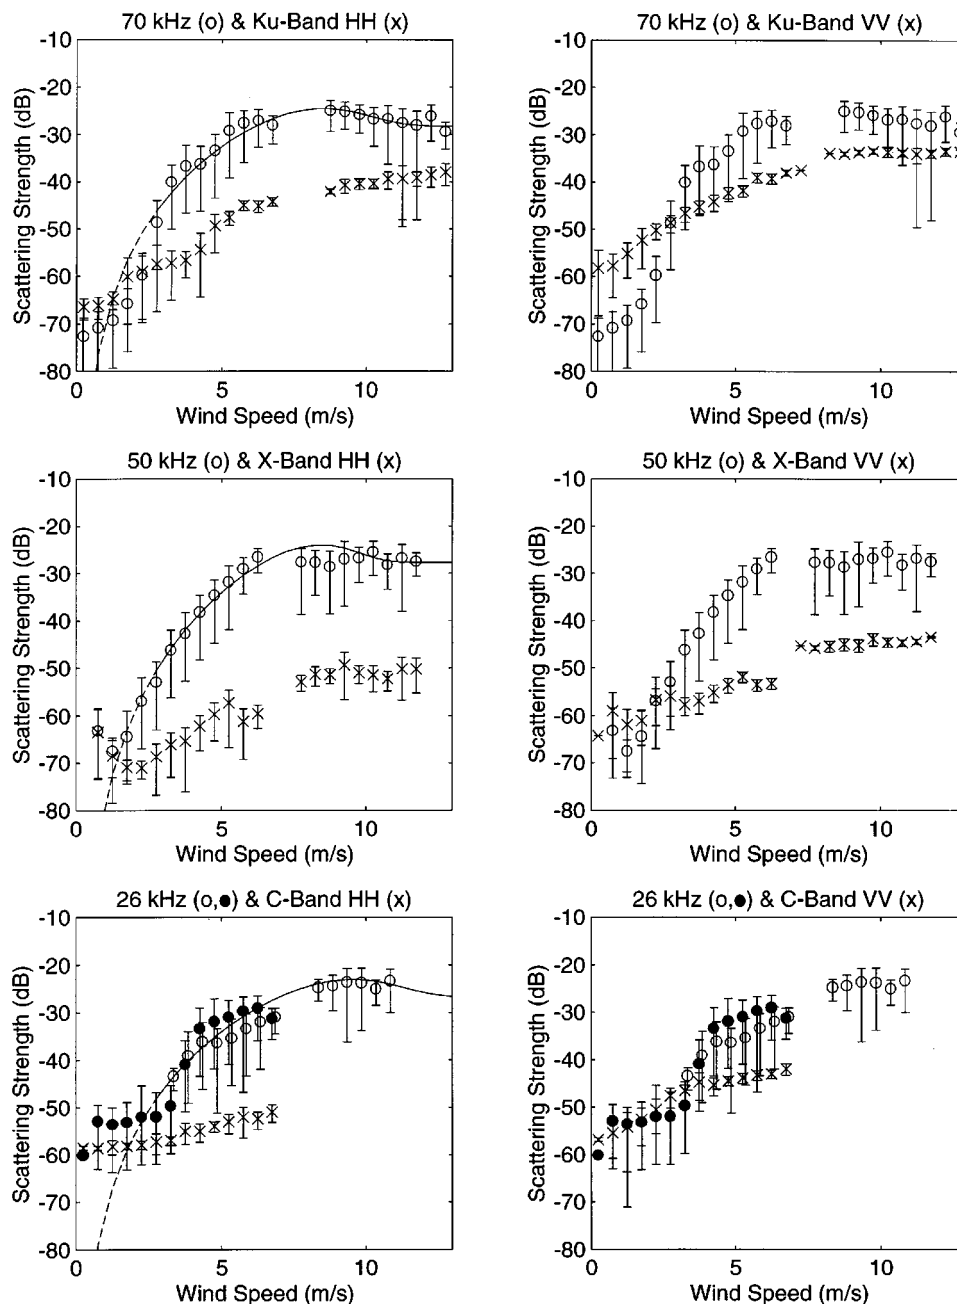 70 kHz (o) & Ku-Band HH (x)
-10
-20
-30
-40
-50
-60
-70
-80
Scattering Strength (dB)
0 5 10
Wind Speed (m/s)
70 kHz (o) & Ku-Band VV (x)
-10
-20
-30
-40
-50
-60
-70
-80
Scattering Strength (dB)
0 5 10
Wind Speed (m/s)
50 kHz (o) & X-Band HH (x)
-10
-20
-30
-40
-50
-60
-70
-80
Scattering Strength (dB)
0 5 10
Wind Speed (m/s)
50 kHz (o) & X-Band VV (x)
-10
-20
-30
-40
-50
-60
-70
-80
Scattering Strength (dB)
0 5 10
Wind Speed (m/s)
26 kHz (o,●) & C-Band HH (x)
-10
-20
-30
-40
-50
-60
-70
-80
Scattering Strength (dB)
0 5 10
Wind Speed (m/s)
26 kHz (o,●) & C-Band VV (x)
-10
-20
-30
-40
-50
-60
-70
-80
Scattering Strength (dB)
0 5 10
Wind Speed (m/s)